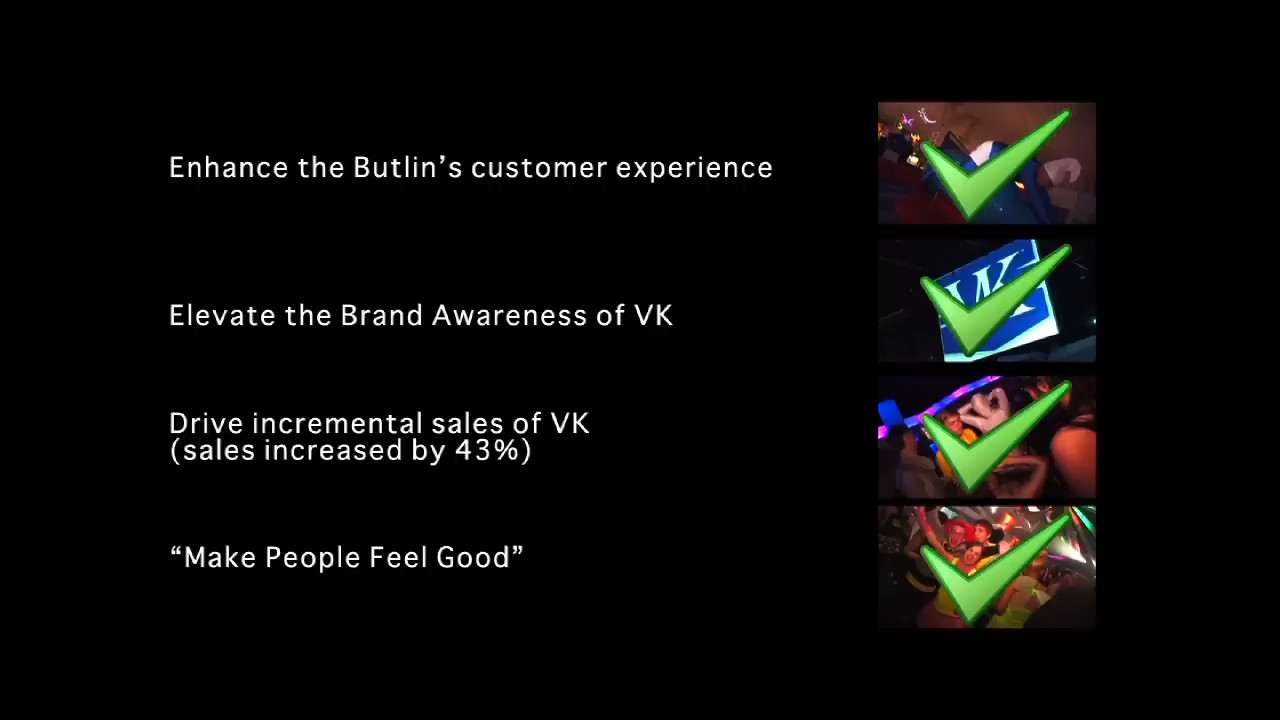 Enhance the Butlin’s customer experience
Elevate the Brand Awareness of VK
VK
Drive incremental sales of VK
(sales increased by 43%)
“Make People Feel Good”